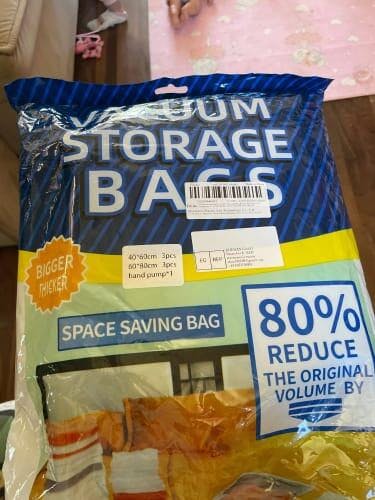 VACUUM
STORAGE
BAGS
40*60cm 3pcs
60*80cm 3pcs
hand pump*1
EC REP
BIGGER
THICKER
SPACE SAVING BAG
80%
REDUCE
THE ORIGINAL
VOLUME BY